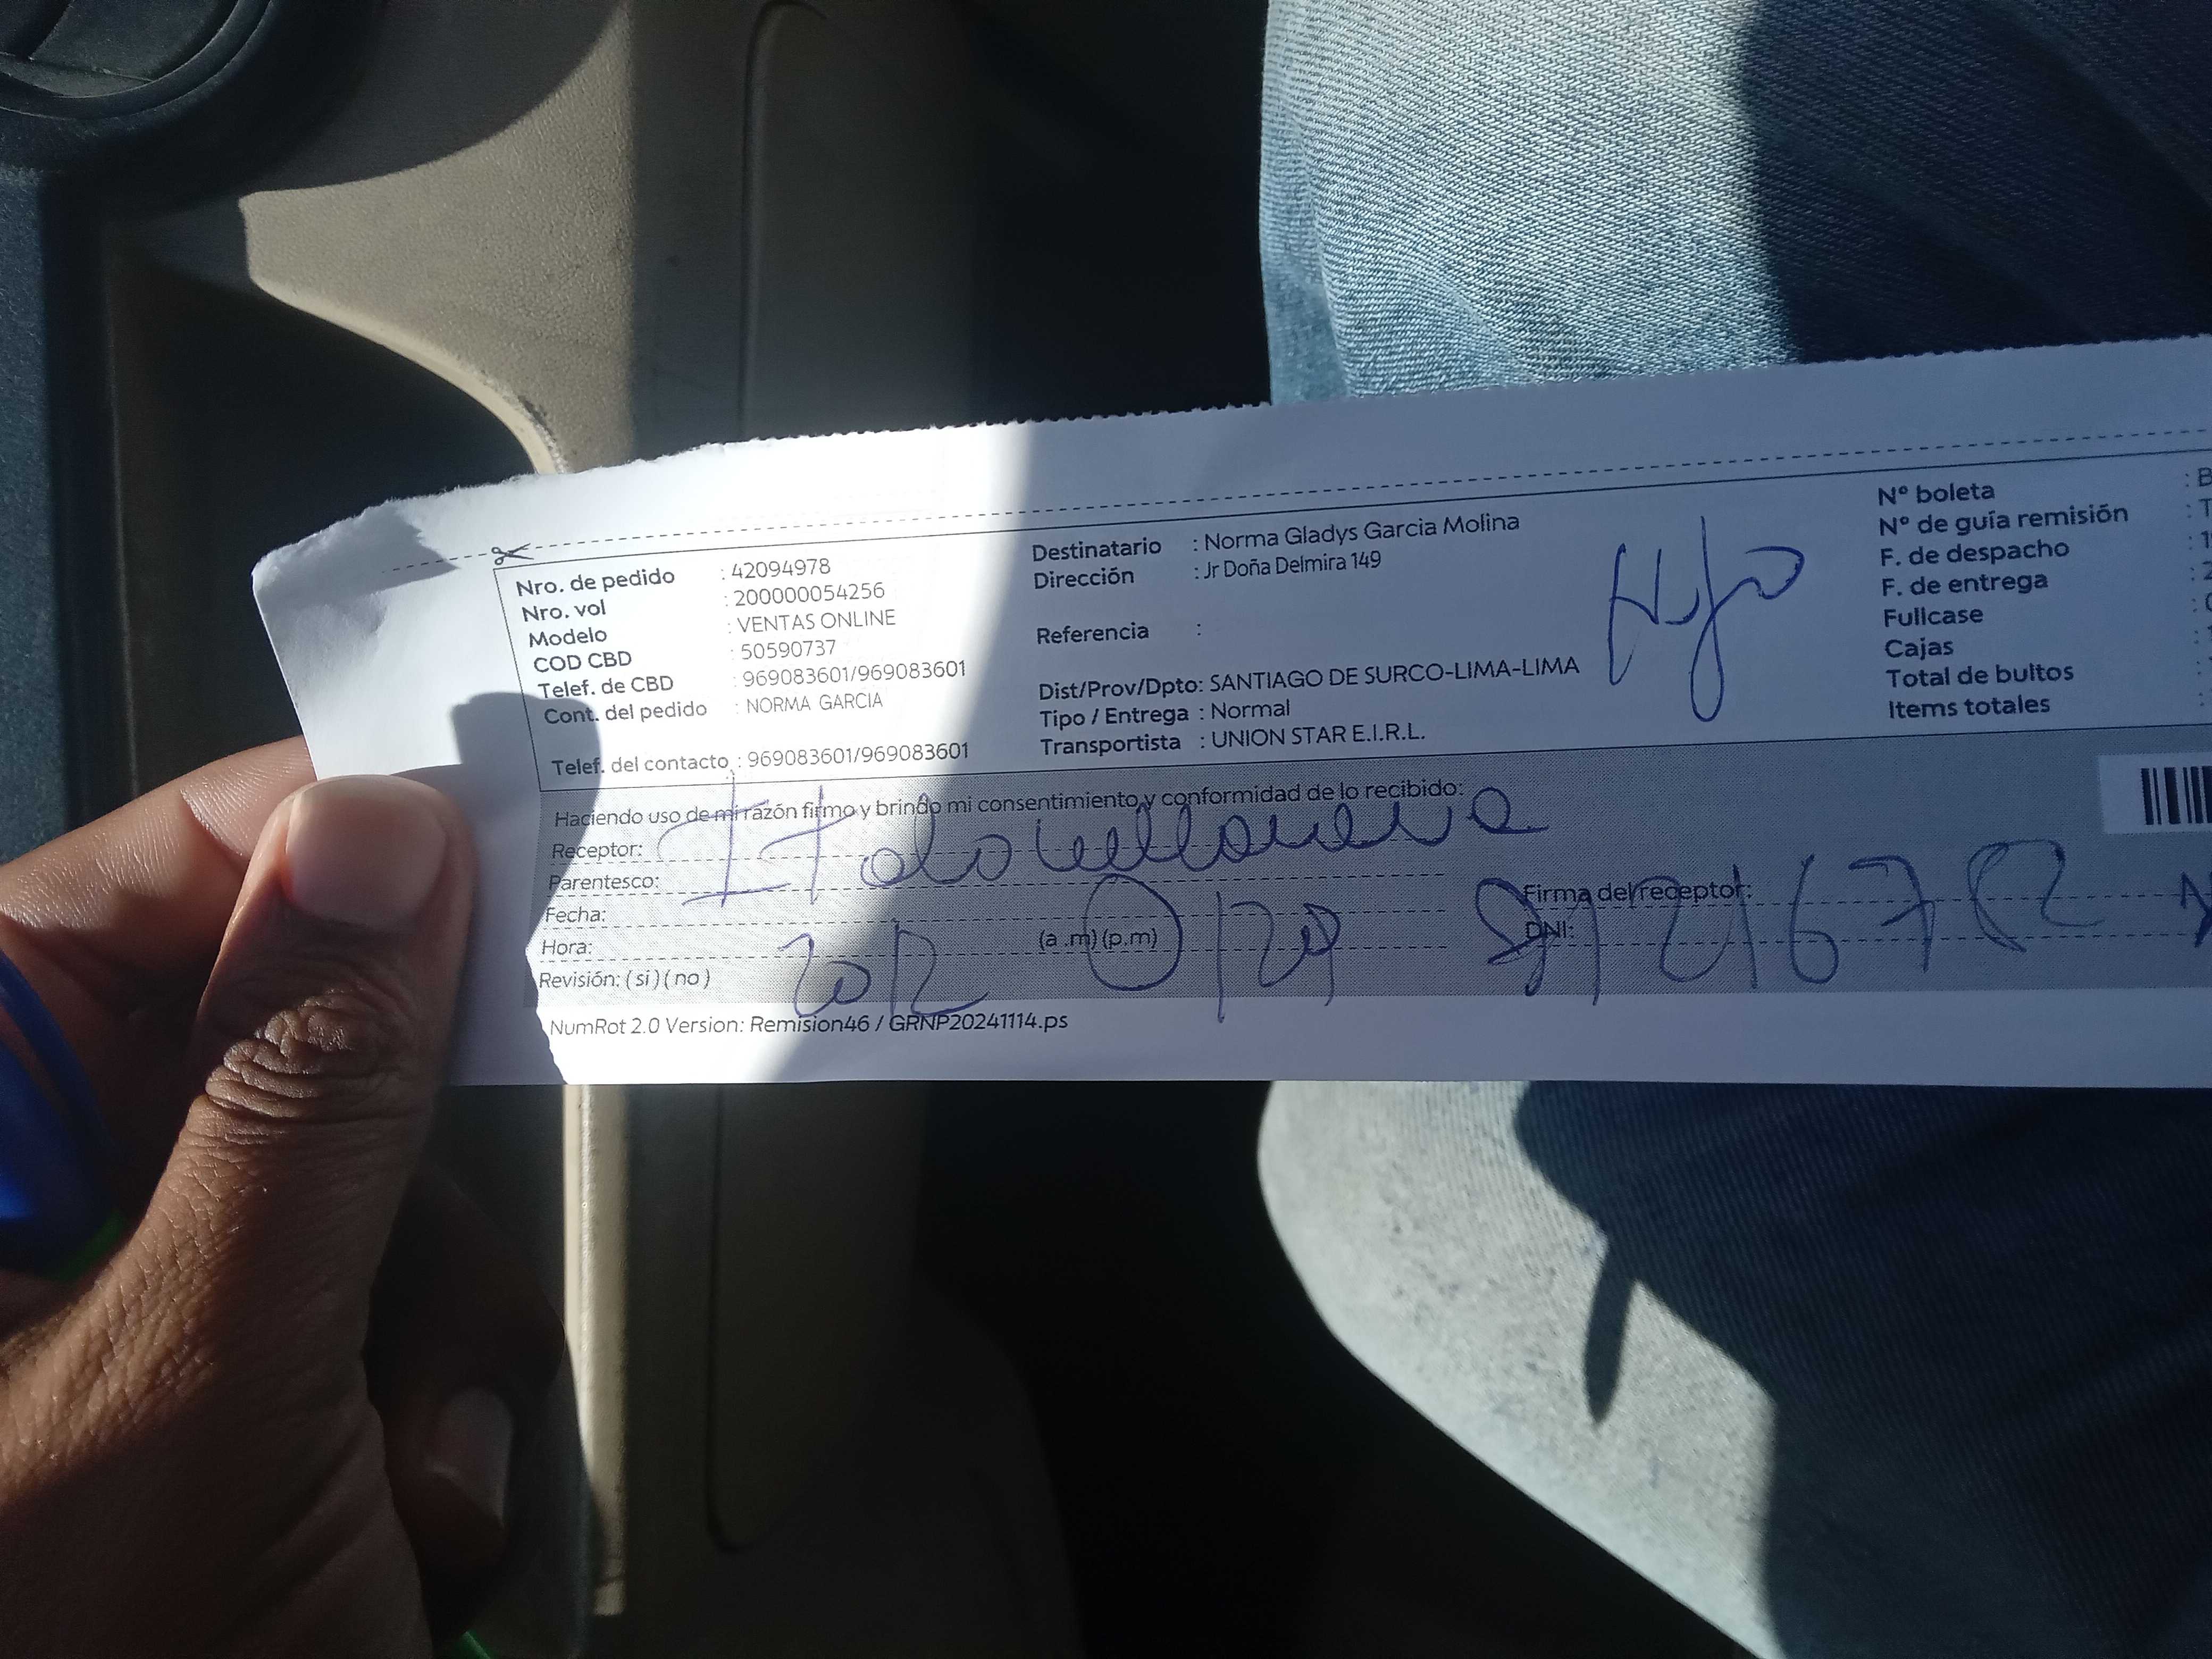 Nro. de pedido : 42094978
Nro. vol : 200000054256
Modelo : VENTAS ONLINE
COD CBD : 50590737
Telef. de CBD : 969083601/969083601
Cont. del pedido : NORMA GARCIA
Telef. del contacto : 969083601/969083601
Destinatario : Norma Gladys Garcia Molina
Dirección : Jr Doña Delmira 149
Referencia :
Dist/Prov/Dpto: SANTIAGO DE SURCO-LIMA-LIMA
Tipo / Entrega : Normal
Transportista : UNION STAR E.I.R.L.
Hijo
Nº boleta : B
Nº de guía remisión : T
F. de despacho : 1
F. de entrega : 2
Fullcase :
Cajas :
Total de bultos :
Items totales :
Haciendo uso de mi razón firmo y brindo mi consentimiento y conformidad de lo recibido:
Receptor: Italo
Parentesco:
Fecha:
Hora: (a .m) (p.m)
Revisión: ( si ) ( no )
Firma del receptor:
DNI:
NumRot 2.0 Version: Remision46 / GRNP20241114.ps